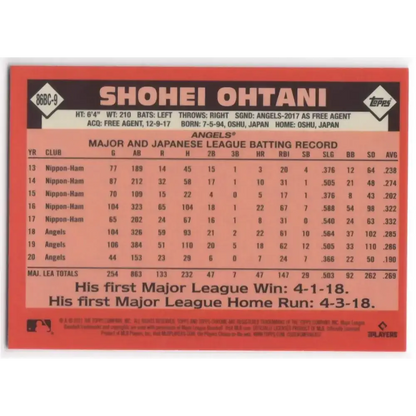 86BC-9
SHOHEI OHTANI
Topps
HT: 6'4" WT: 210 BATS: LEFT THROWS: RIGHT SGND: ANGELS-2017 AS FREE AGENT
ACQ: FREE AGENT, 12-9-17 BORN: 7-5-94, OSHU, JAPAN HOME: OSHU, JAPAN
ANGELS®
MAJOR AND JAPANESE LEAGUE BATTING RECORD
YR CLUB G AB R H 2B 3B HR RBI SB SLG BB SO AVG
13 Nippon-Ham 77 189 14 45 15 1 3 20 4 .376 12 64 .238
14 Nippon-Ham 87 212 32 58 17 1 10 31 1 .505 21 48 .274
15 Nippon-Ham 70 109 15 22 4 0 5 17 1 .376 8 43 .202
16 Nippon-Ham 104 323 65 104 18 1 22 67 7 .588 54 98 .322
17 Nippon-Ham 65 202 24 67 16 1 8 31 0 .540 24 63 .332
18 Angels 104 326 59 93 21 2 22 61 10 .564 37 102 .285
19 Angels 106 384 51 110 20 5 18 62 12 .505 33 110 .286
20 Angels 44 153 23 29 6 0 7 24 7 .366 22 50 .190
MAJ. LEA TOTALS 254 863 133 232 47 7 47 147 29 .503 92 262 .269
His first Major League Win: 4-1-18.
His first Major League Home Run: 4-3-18.
PLAYERS